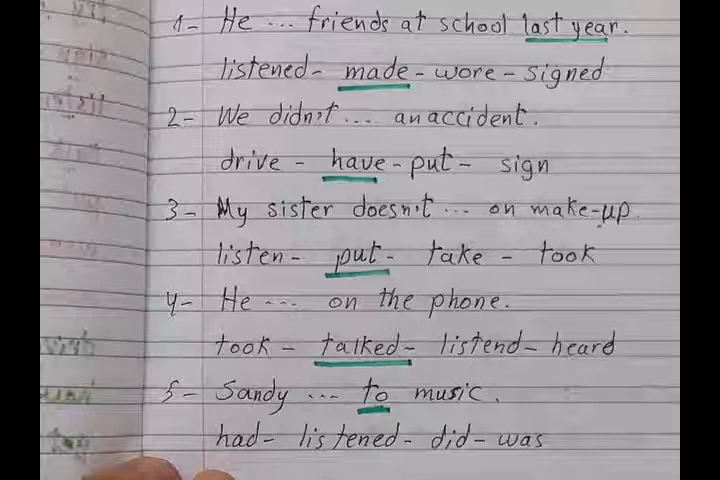 1- He ... friends at school last year.
listened- made- wore- signed
2- We didn't ... an accident.
drive - have - put - sign
3- My sister doesn't ... on make-up.
listen- put- take - took
4- He ... on the phone.
took - talked- listend- heard
5- Sandy ... to music.
had- listened- did- was